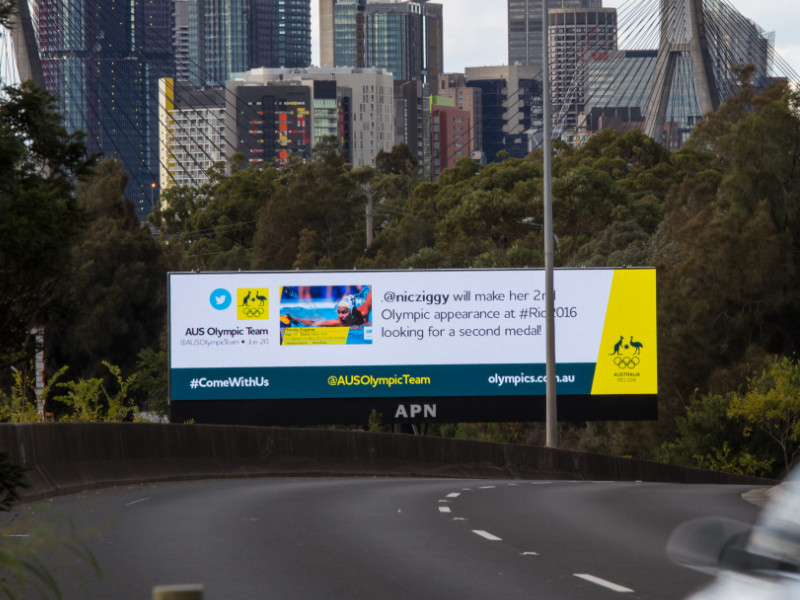 .@nicziggy will make her 2nd
Olympic appearance at #Rio2016
looking for a second medal!
AUS Olympic Team
@AUSOlympicTeam • Jun 20
#ComeWithUs
@AUSOlympicTeam
olympics.com.au
AUSTRALIA
APN